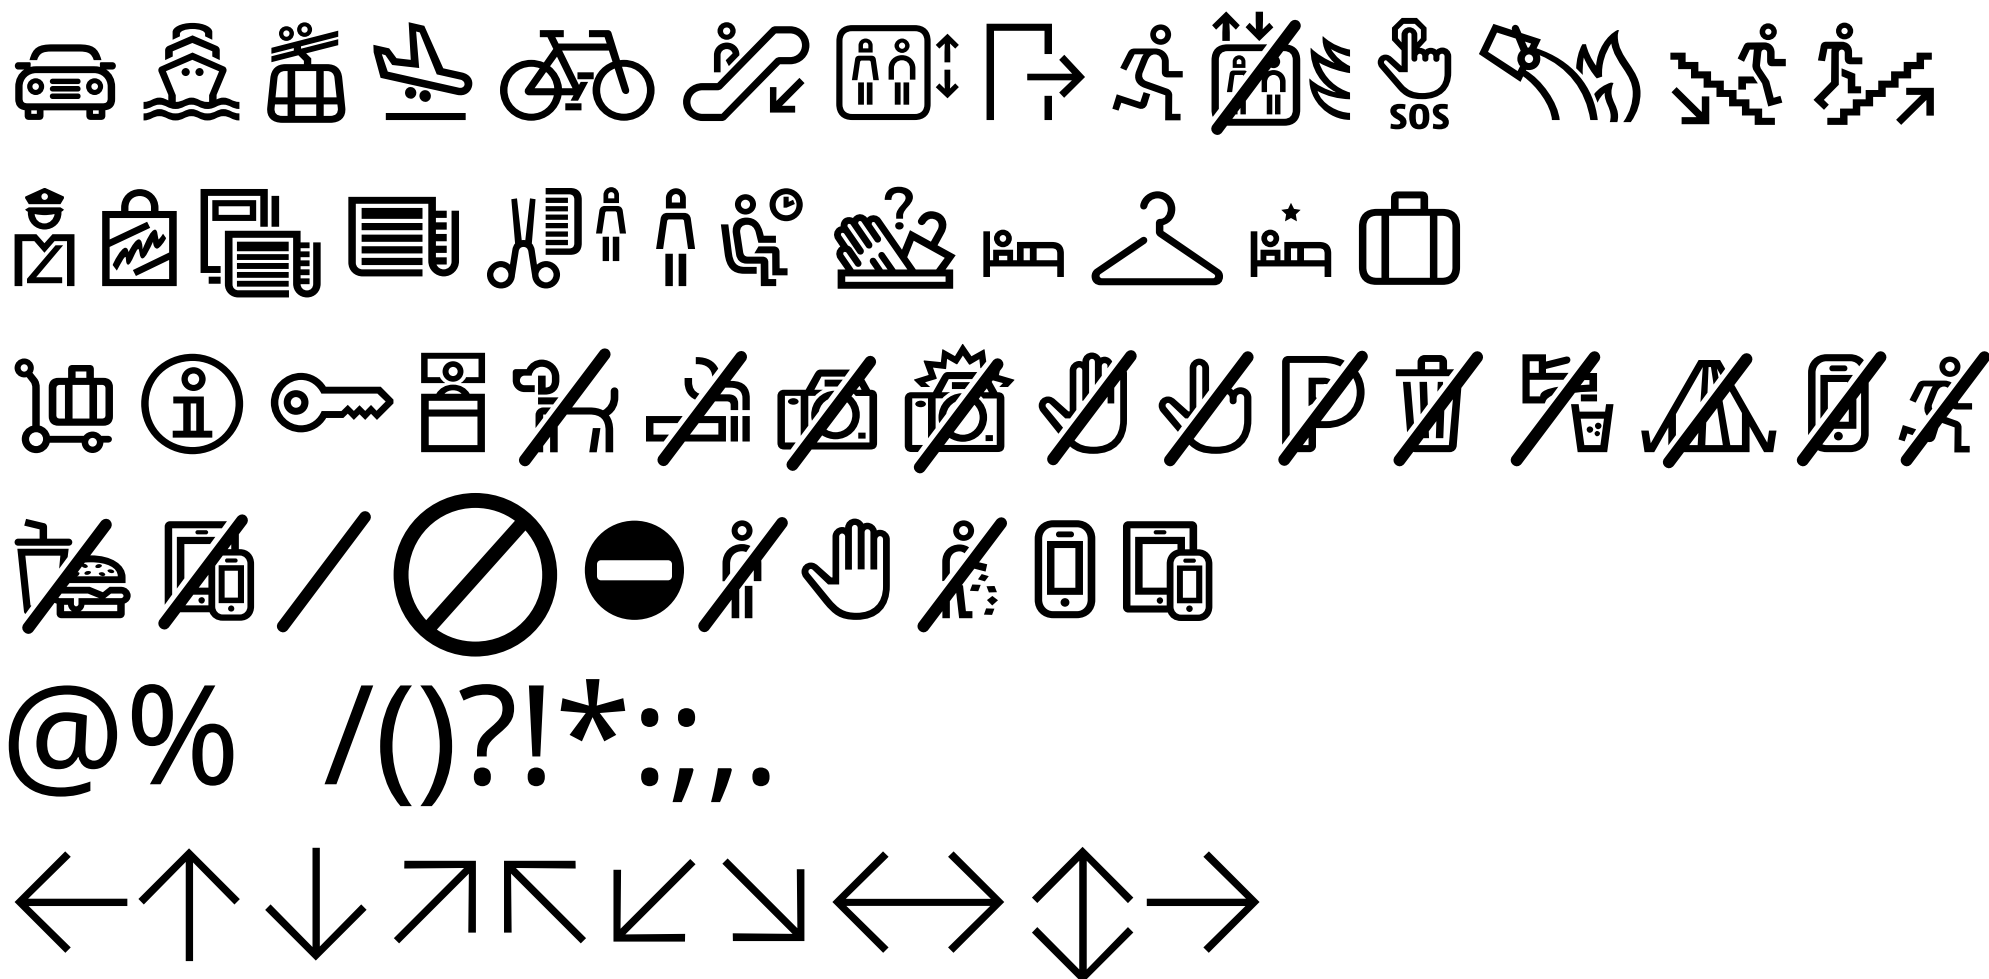 SOS
?
@% /()?!*:;,.
← ↑ ↓ ↗ ↖ ↙ ↘ ↔ ↕ →